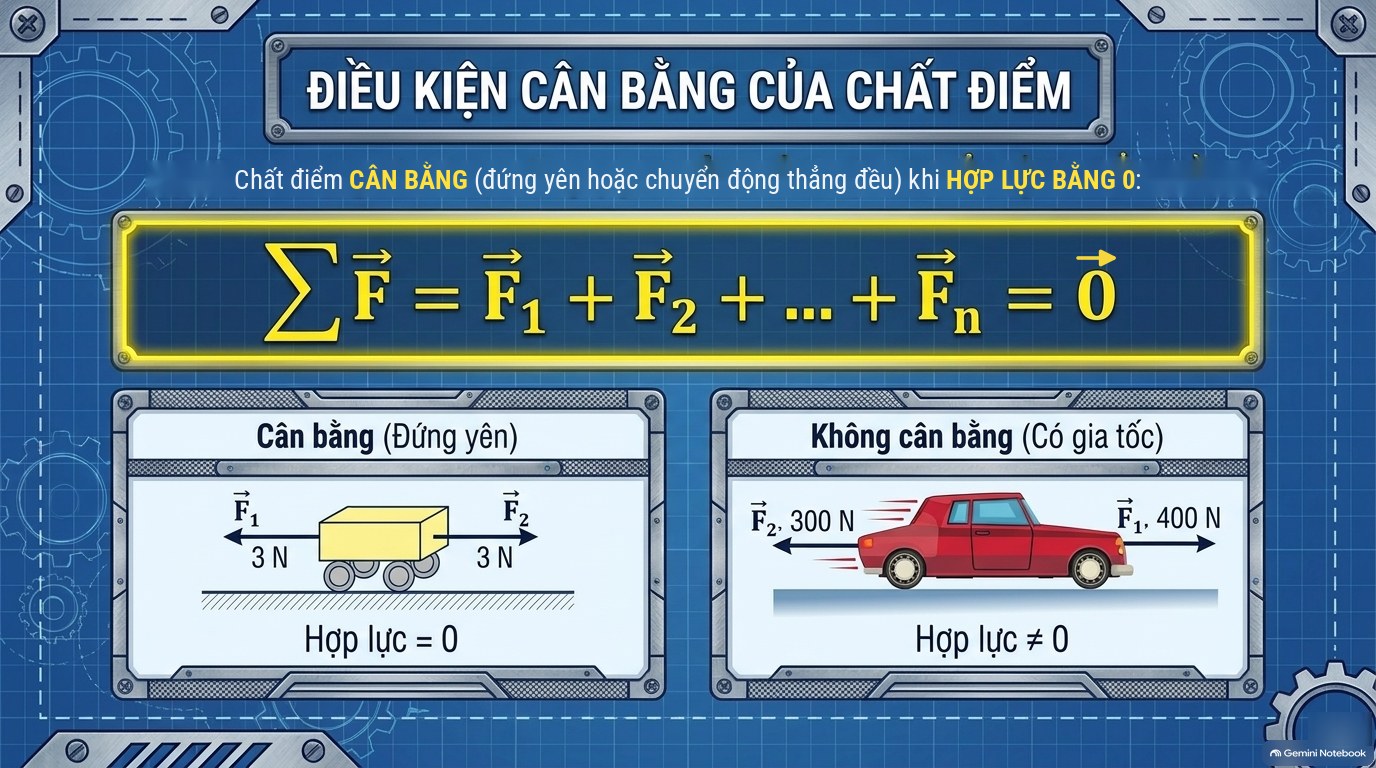 ĐIỀU KIỆN CÂN BẰNG CỦA CHẤT ĐIỂM
Chất điểm CÂN BẰNG (đứng yên hoặc chuyển động thẳng đều) khi HỢP LỰC BẰNG 0:
∑F⃗ = F⃗₁ + F⃗₂ + ... + F⃗ₙ = 0⃗
Cân bằng (Đứng yên)
F⃗₁
F⃗₂
3 N
3 N
Hợp lực = 0
Không cân bằng (Có gia tốc)
F⃗₂, 300 N
F⃗₁, 400 N
Hợp lực ≠ 0
Gemini Notebook